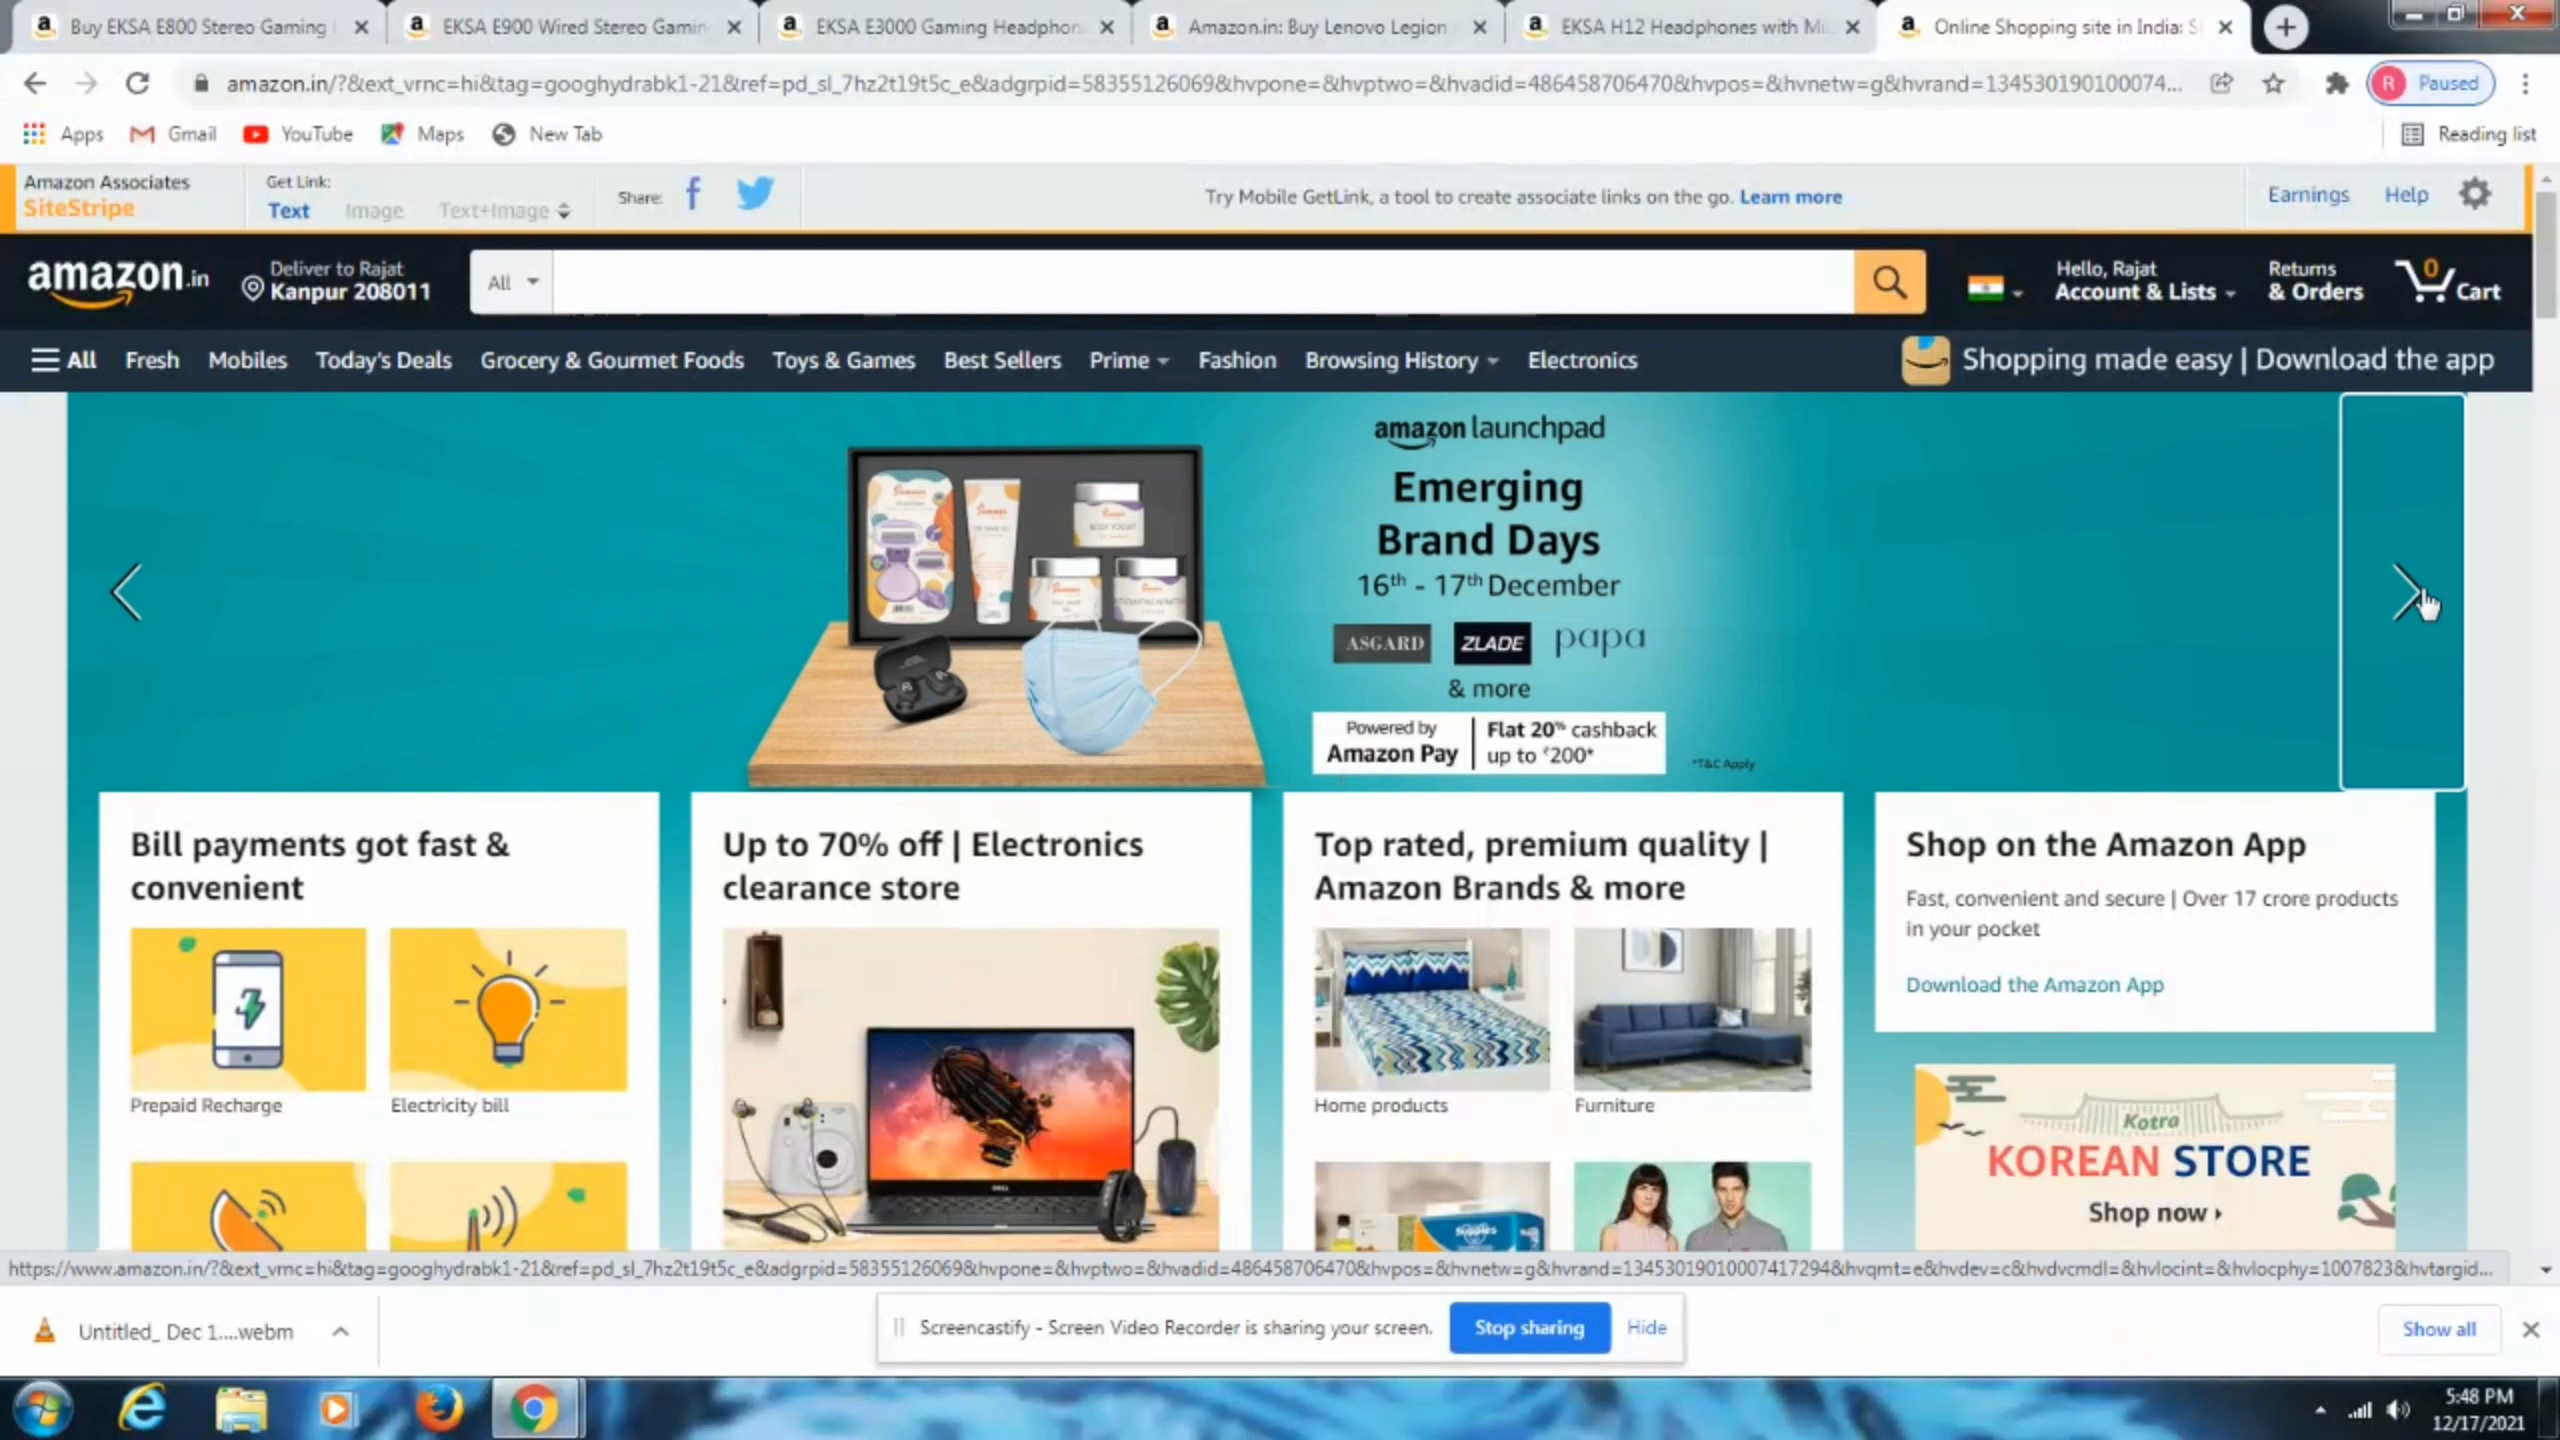 Buy EKSA E800 Stereo Gaming
EKSA E900 Wired Stereo Gamin
EKSA E3000 Gaming Headphon
Amazon.in: Buy Lenovo Legion
EKSA H12 Headphones with Mi
Online Shopping site in India: S
amazon.in/?&ext_vrnc=hi&tag=googhydrabk1-21&ref=pd_sl_7hz2t19t5c_e&adgrpid=58355126069&hvpone=&hvptwo=&hvadid=486458706470&hvpos=&hvnetw=g&hvrand=134530190100074...
R Paused
Apps Gmail YouTube Maps New Tab
Reading list
Amazon Associates
SiteStripe
Get Link:
Text Image Text+Image
Share:
Try Mobile GetLink, a tool to create associate links on the go. Learn more
Earnings Help
amazon.in
Deliver to Rajat
Kanpur 208011
All
Hello, Rajat
Account & Lists
Returns
& Orders
0
Cart
All Fresh Mobiles Today's Deals Grocery & Gourmet Foods Toys & Games Best Sellers Prime Fashion Browsing History Electronics
Shopping made easy | Download the app
amazon launchpad
Emerging
Brand Days
16th - 17th December
ASGARD ZLADE papa
& more
Powered by
Amazon Pay
Flat 20% cashback
up to ₹200*
*T&C Apply
BODY YOGURT
Bill payments got fast &
convenient
Prepaid Recharge
Electricity bill
Up to 70% off | Electronics
clearance store
DELL
Top rated, premium quality |
Amazon Brands & more
Home products
Furniture
Shop on the Amazon App
Fast, convenient and secure | Over 17 crore products
in your pocket
Download the Amazon App
Kotra
KOREAN STORE
Shop now
https://www.amazon.in/?&ext_vrnc=hi&tag=googhydrabk1-21&ref=pd_sl_7hz2t19t5c_e&adgrpid=58355126069&hvpone=&hvptwo=&hvadid=486458706470&hvpos=&hvnetw=g&hvrand=13453019010007417294&hvqmt=e&hvdev=c&hvdvcmdl=&hvlocint=&hvlocphy=1007823&hvtargid...
Untitled_ Dec 1....webm
Screencastify - Screen Video Recorder is sharing your screen.
Stop sharing
Hide
Show all
5:48 PM
12/17/2021